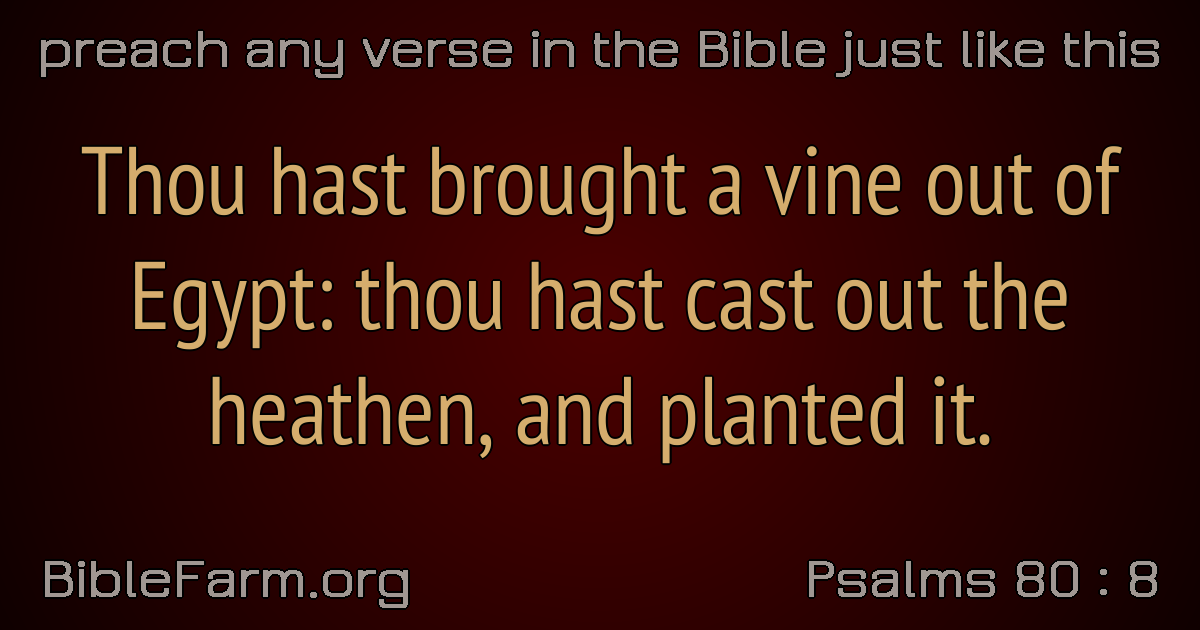 preach any verse in the Bible just like this
Thou hast brought a vine out of
Egypt: thou hast cast out the
heathen, and planted it.
BibleFarm.org
Psalms 80 : 8